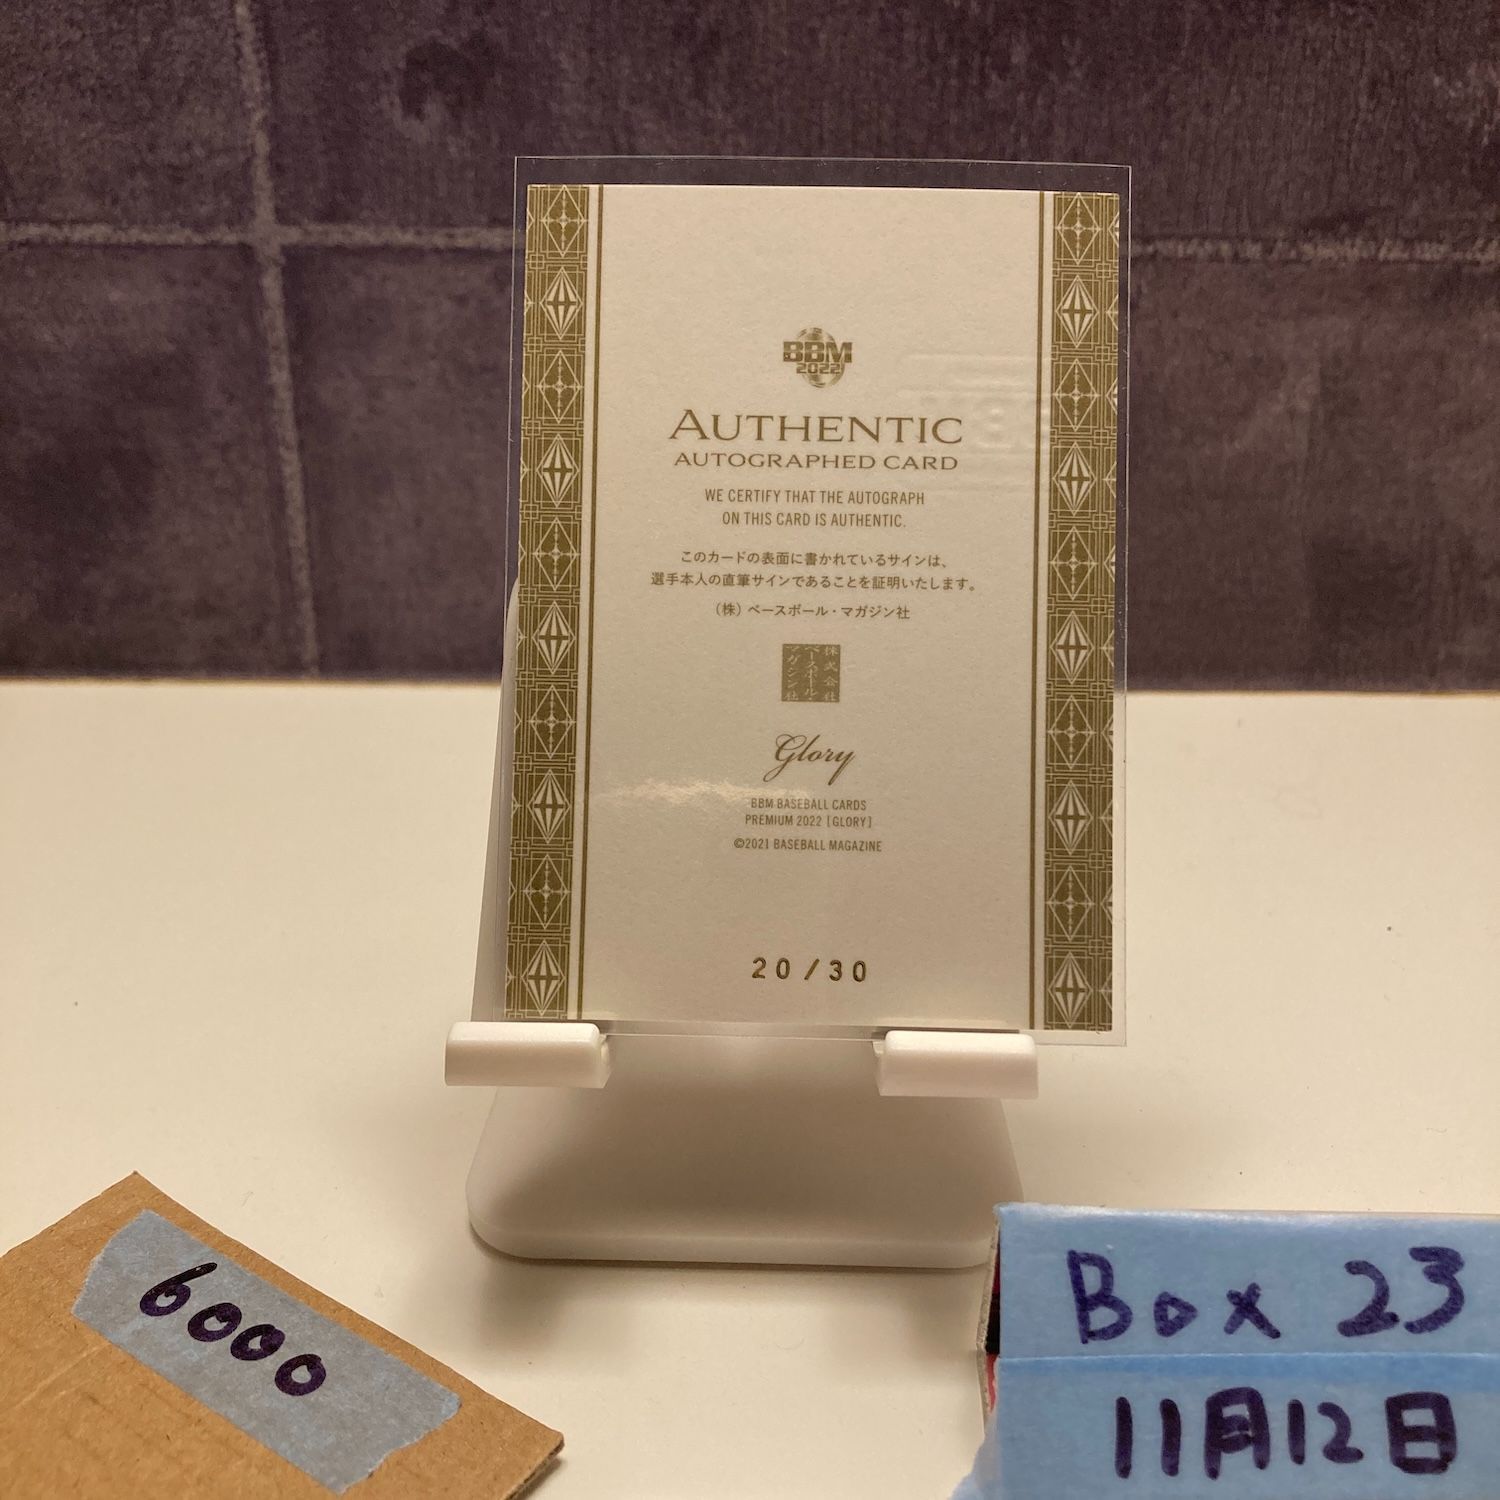 BBM
2022
AUTHENTIC
AUTOGRAPHED CARD
WE CERTIFY THAT THE AUTOGRAPH
ON THIS CARD IS AUTHENTIC.
このカードの表面に書かれているサインは、
選手本人の直筆サインであることを証明いたします。
(株)ベースボール・マガジン社
株式会社
ベースボール・
マガジン社
Glory
BBM BASEBALL CARDS
PREMIUM 2022 [GLORY]
©2021 BASEBALL MAGAZINE
20/30
6000
Box 23
11月12日